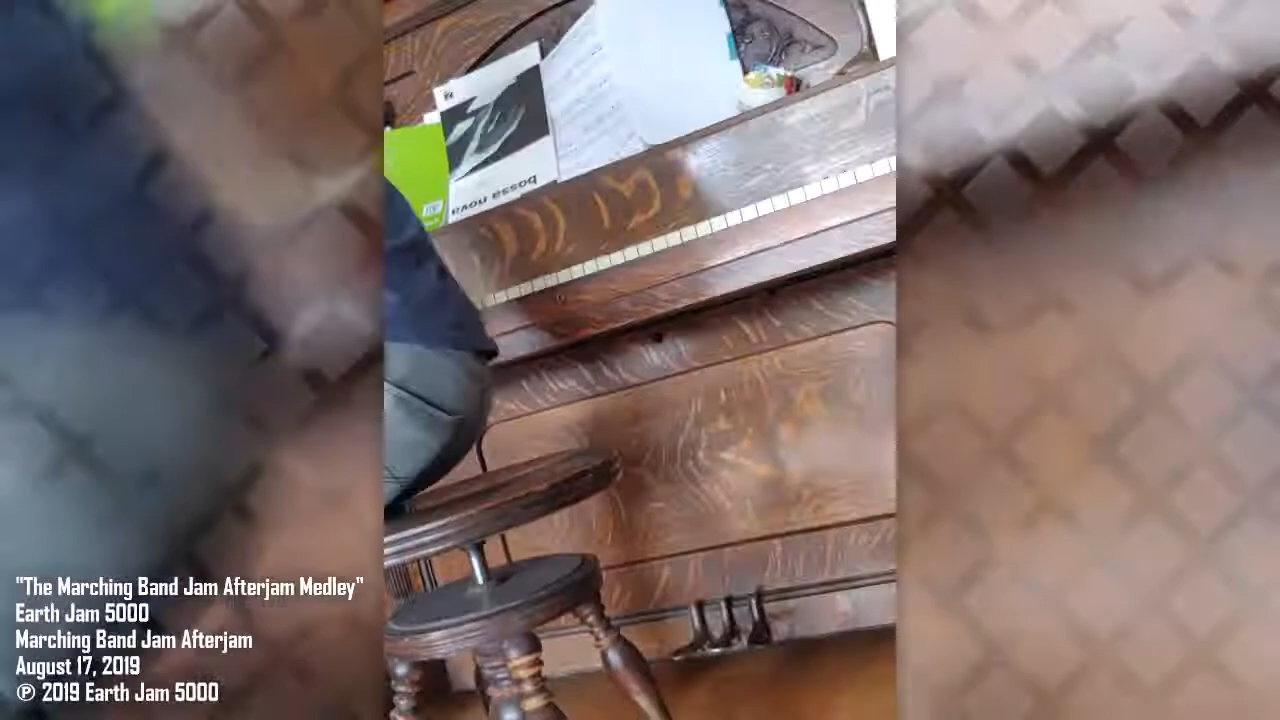 bossa nova
"The Marching Band Jam Afterjam Medley"
Earth Jam 5000
Marching Band Jam Afterjam
August 17, 2019
℗ 2019 Earth Jam 5000